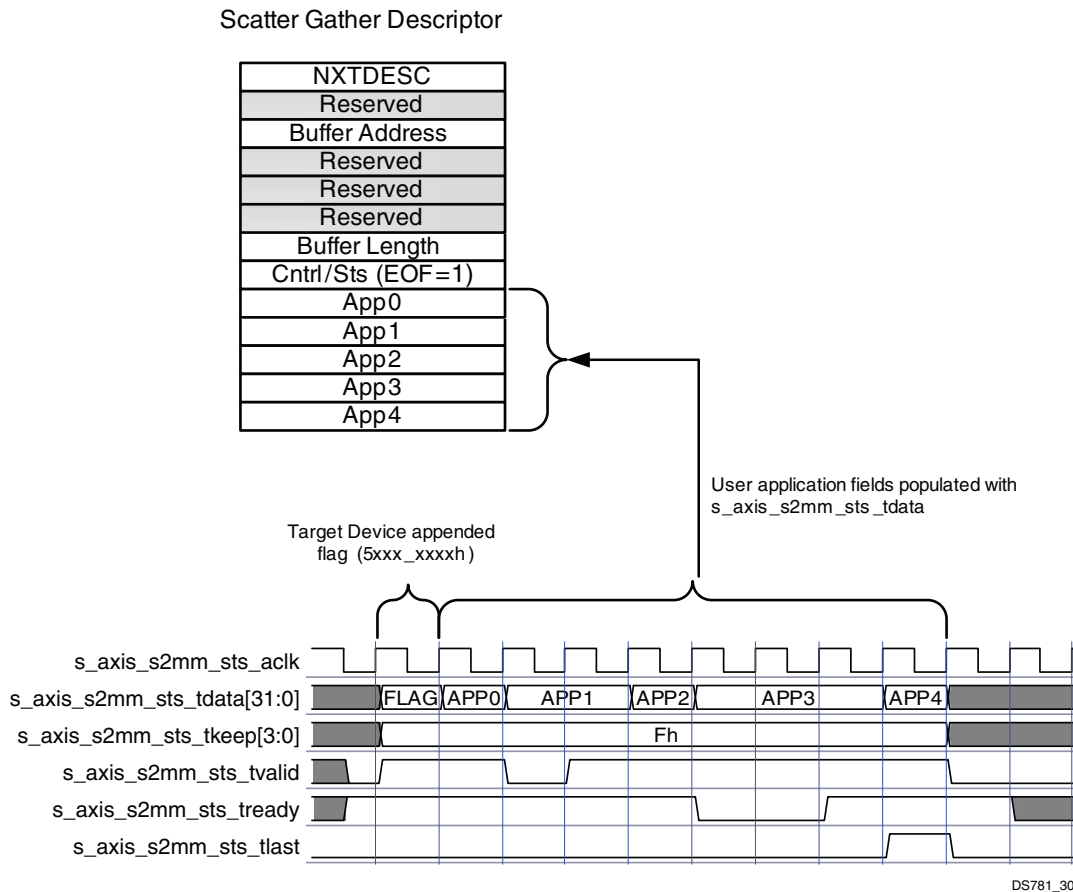 Scatter Gather Descriptor
NXTDESC
Reserved
Buffer Address
Reserved
Reserved
Reserved
Buffer Length
Cntrl/Sts (EOF=1)
App0
App1
App2
App3
App4
User application fields populated with
s_axis_s2mm_sts_tdata
Target Device appended
flag (5xxx_xxxxh)
s_axis_s2mm_sts_aclk
s_axis_s2mm_sts_tdata[31:0] FLAG APP0 APP1 APP2 APP3 APP4
s_axis_s2mm_sts_tkeep[3:0] Fh
s_axis_s2mm_sts_tvalid
s_axis_s2mm_sts_tready
s_axis_s2mm_sts_tlast
DS781_30